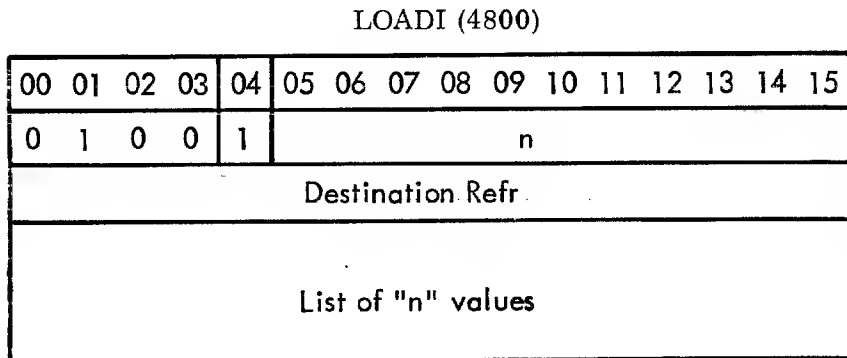 LOADI (4800)
00 01 02 03 04 05 06 07 08 09 10 11 12 13 14 15
0 1 0 0 1 n
Destination Refr
List of "n" values